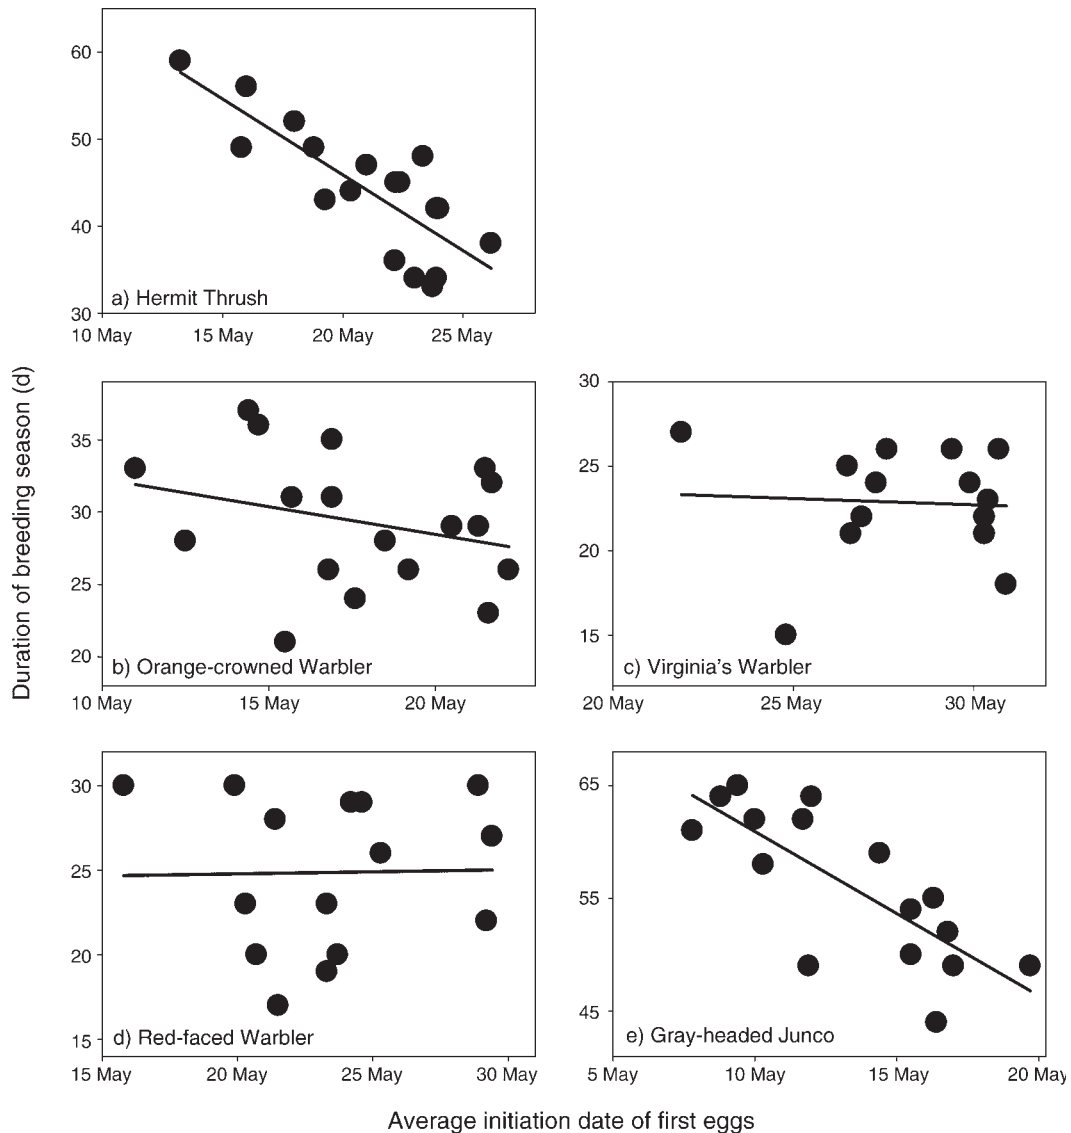 60
50
40
30
a) Hermit Thrush
10 May 15 May 20 May 25 May
Duration of breeding season (d)
35
30
25
20
b) Orange-crowned Warbler
10 May 15 May 20 May
30
25
20
15
c) Virginia's Warbler
20 May 25 May 30 May
30
25
20
15
d) Red-faced Warbler
15 May 20 May 25 May 30 May
65
55
45
e) Gray-headed Junco
5 May 10 May 15 May 20 May
Average initiation date of first eggs